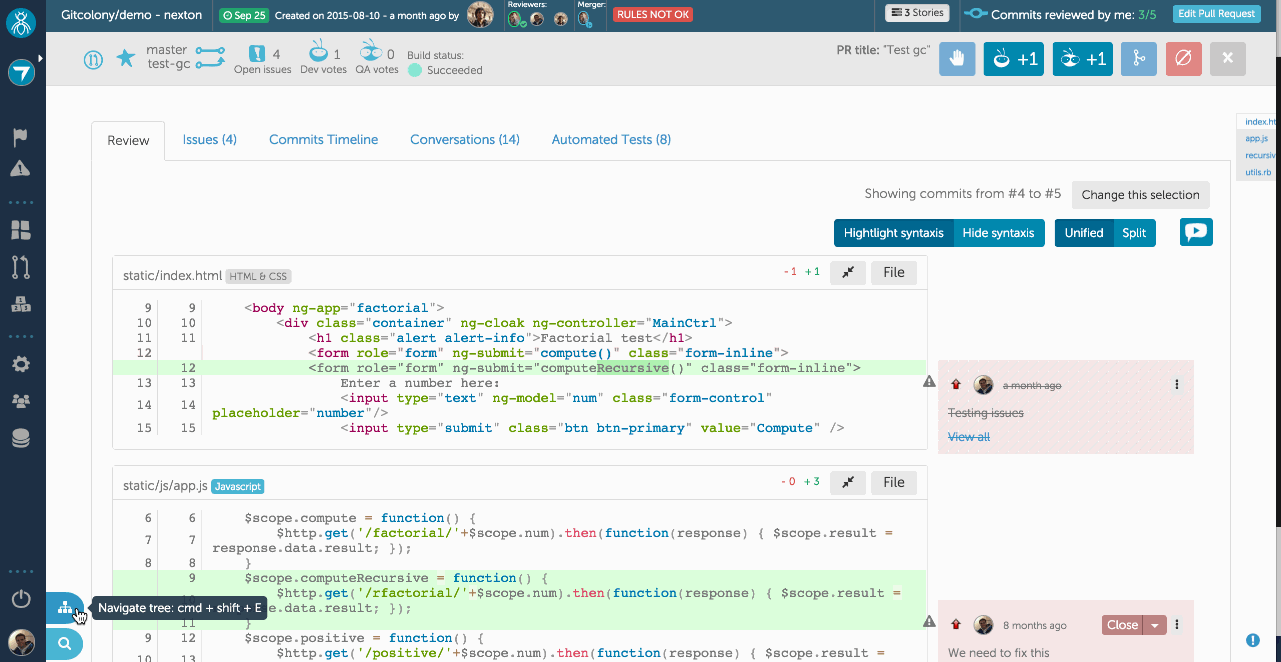 Gitcolony/demo - nexton
Sep 25
Created on 2015-08-10 - a month ago by
Reviewers:
Merger:
RULES NOT OK
3 Stories
Commits reviewed by me: 3/5
Edit Pull Request
master
test-gc
4
Open issues
1
Dev votes
0
QA votes
Build status:
Succeeded
PR title: "Test gc"
+1
+1
Review
Issues (4)
Commits Timeline
Conversations (14)
Automated Tests (8)
index.ht
app.js
recursiv
utils.rb
Showing commits from #4 to #5
Change this selection
Hightlight syntaxis
Hide syntaxis
Unified
Split
static/index.html HTML & CSS
- 1 + 1
File
9 9 <body ng-app="factorial">
10 10 <div class="container" ng-cloak ng-controller="MainCtrl">
11 11 <h1 class="alert alert-info">Factorial test</h1>
12 <form role="form" ng-submit="compute()" class="form-inline">
12 <form role="form" ng-submit="computeRecursive()" class="form-inline">
13 13 Enter a number here:
14 14 <input type="text" ng-model="num" class="form-control"
placeholder="number"/>
15 15 <input type="submit" class="btn btn-primary" value="Compute" />
a month ago
Testing issues
View all
static/js/app.js Javascript
- 0 + 3
File
6 6 $scope.compute = function() {
7 7 $http.get('/factorial/'+$scope.num).then(function(response) { $scope.result =
response.data.result; });
8 8 }
9 $scope.computeRecursive = function() {
$http.get('/rfactorial/'+$scope.num).then(function(response) { $scope.result =
se.data.result; });
11 }
9 12 $scope.positive = function() {
10 13 $http.get('/positive/'+$scope.num).then(function(response) { $scope.result =
Navigate tree: cmd + shift + E
8 months ago
Close
We need to fix this